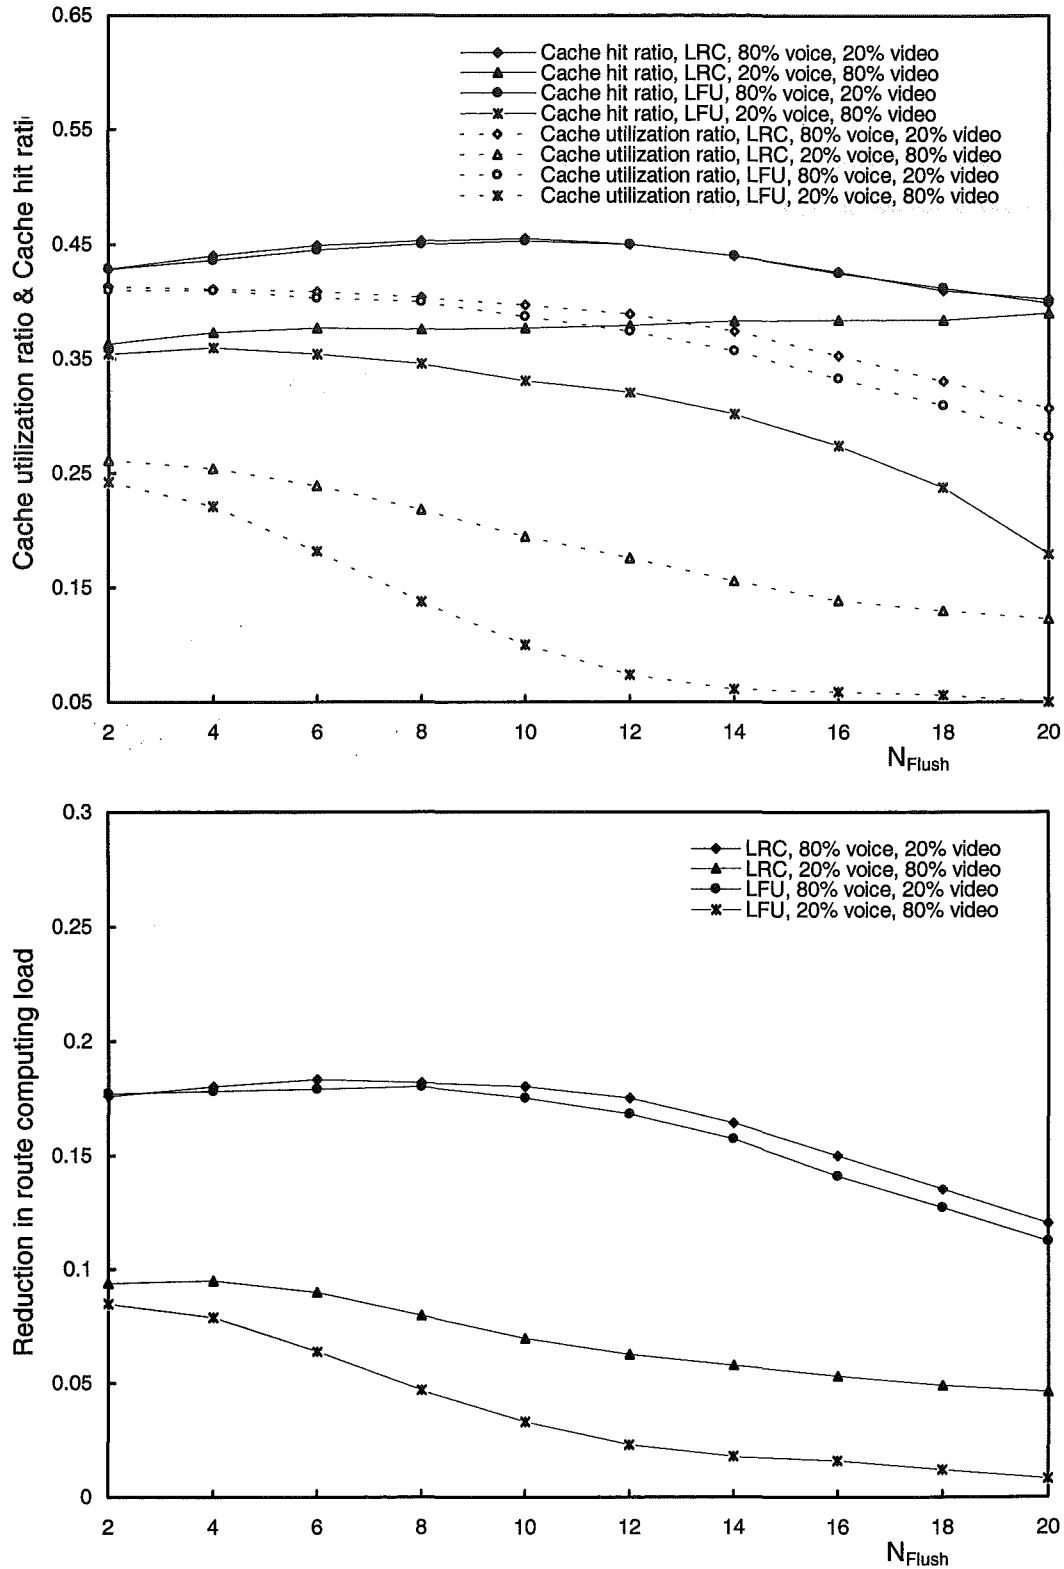 0.65
Cache hit ratio, LRC, 80% voice, 20% video
Cache hit ratio, LRC, 20% voice, 80% video
Cache hit ratio, LFU, 80% voice, 20% video
Cache hit ratio, LFU, 20% voice, 80% video
Cache utilization ratio, LRC, 80% voice, 20% video
Cache utilization ratio, LRC, 20% voice, 80% video
Cache utilization ratio, LFU, 80% voice, 20% video
Cache utilization ratio, LFU, 20% voice, 80% video
0.55
0.45
0.35
0.25
0.15
0.05
Cache utilization ratio & Cache hit rati
2 4 6 8 10 12 14 16 18 20
NFlush
0.3
LRC, 80% voice, 20% video
LRC, 20% voice, 80% video
LFU, 80% voice, 20% video
LFU, 20% voice, 80% video
0.25
0.2
0.15
0.1
0.05
0
Reduction in route computing load
2 4 6 8 10 12 14 16 18 20
NFlush